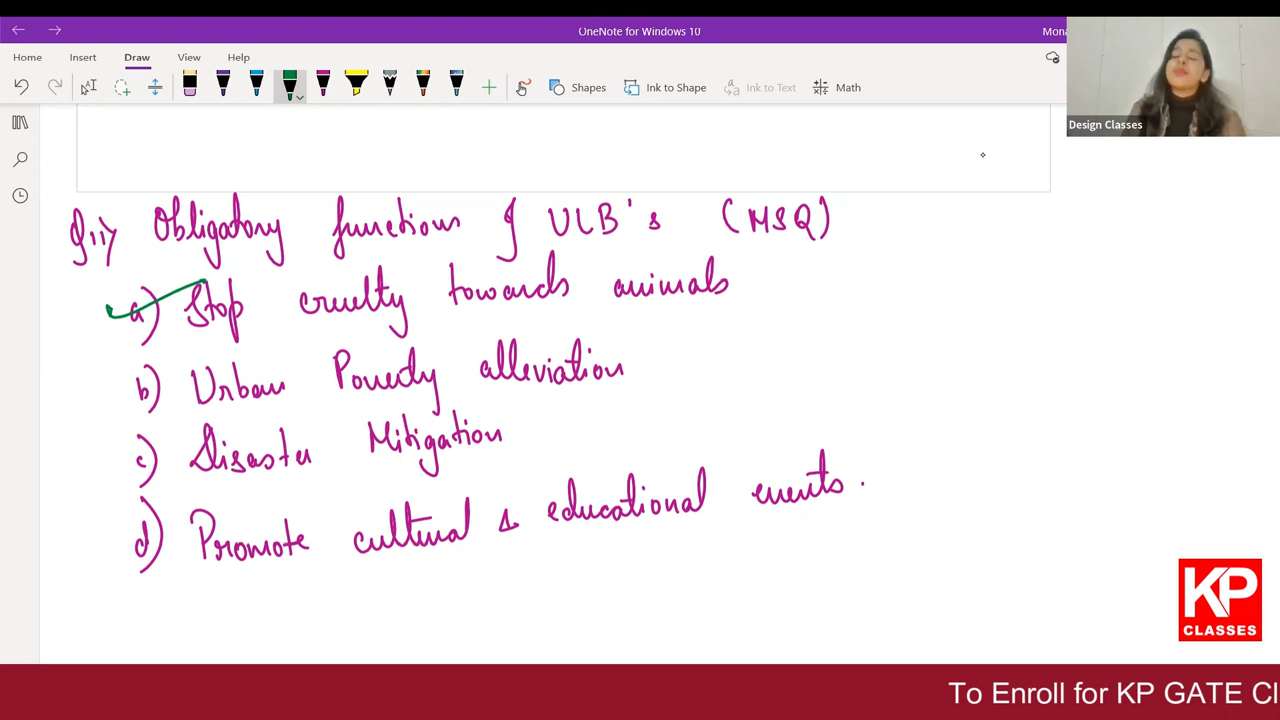 OneNote for Windows 10
Mona
Home Insert Draw View Help
Shapes Ink to Shape Ink to Text Math
Design Classes
Q11) Obligatory functions of ULB's (MSQ)
a) Stop cruelty towards animals
b) Urban Poverty alleviation
c) Disaster Mitigation
d) Promote cultural & educational events.
KP
CLASSES
To Enroll for KP GATE Cl